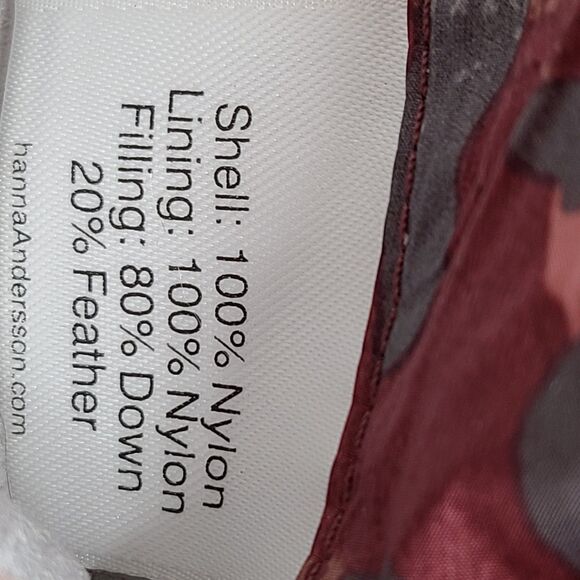 Shell: 100% Nylon
Lining: 100% Nylon
Filling: 80% Down
20% Feather
hannaAndersson.com